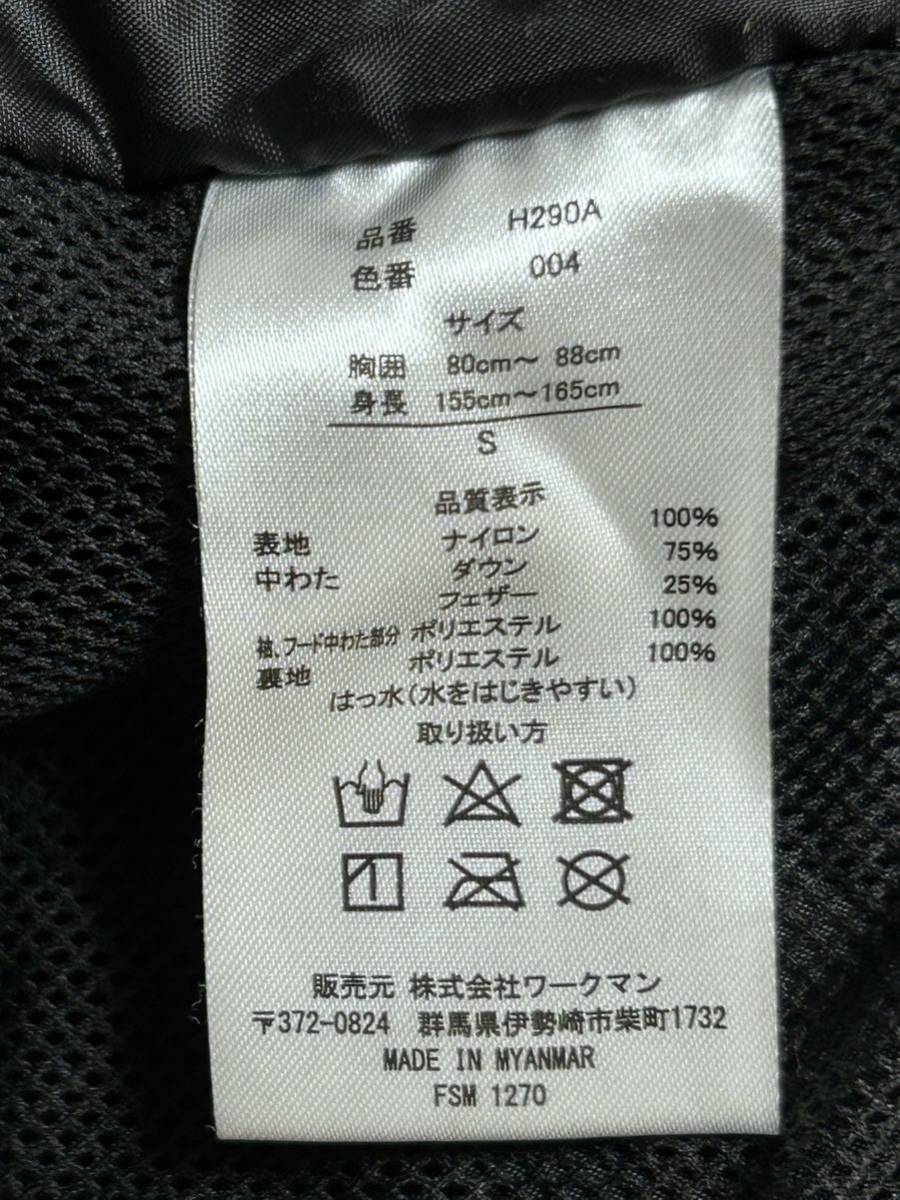 品番 H290A
色番 004
サイズ
胸囲 80cm〜 88cm
身長 155cm〜165cm
S
品質表示
表地 ナイロン 100%
中わた ダウン 75%
フェザー 25%
袖、フード中わた部分 ポリエステル 100%
裏地 ポリエステル 100%
はっ水(水をはじきやすい)
取り扱い方
販売元 株式会社ワークマン
〒372-0824 群馬県伊勢崎市柴町1732
MADE IN MYANMAR
FSM 1270